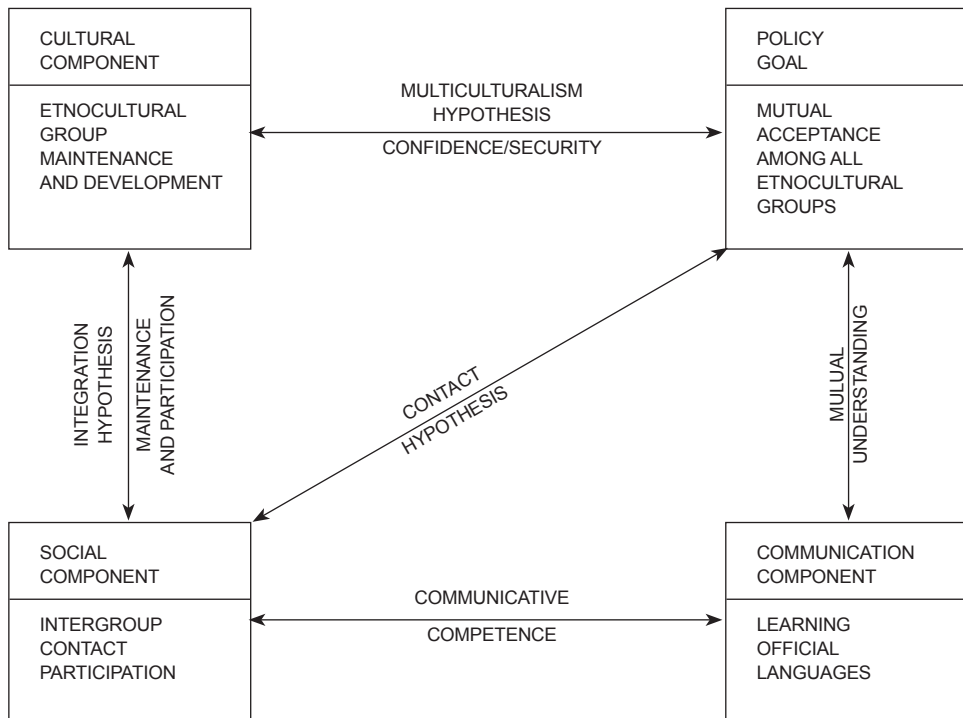 CULTURAL
COMPONENT
ETNOCULTURAL
GROUP
MAINTENANCE
AND DEVELOPMENT
MULTICULTURALISM
HYPOTHESIS
CONFIDENCE/SECURITY
POLICY
GOAL
MUTUAL
ACCEPTANCE
AMONG ALL
ETNOCULTURAL
GROUPS
INTEGRATION
HYPOTHESIS
MAINTENANCE
AND PARTICIPATION
CONTACT
HYPOTHESIS
MULUAL
UNDERSTANDING
SOCIAL
COMPONENT
INTERGROUP
CONTACT
PARTICIPATION
COMMUNICATIVE
COMPETENCE
COMMUNICATION
COMPONENT
LEARNING
OFFICIAL
LANGUAGES